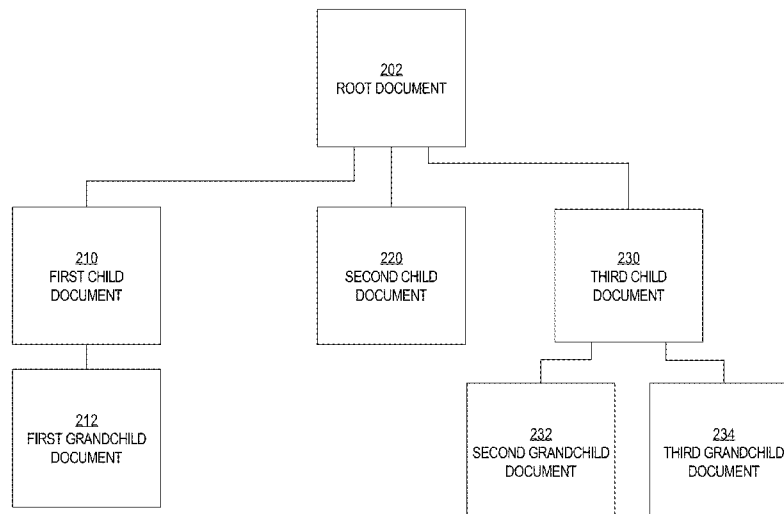 202
ROOT DOCUMENT
210
FIRST CHILD
DOCUMENT
220
SECOND CHILD
DOCUMENT
230
THIRD CHILD
DOCUMENT
212
FIRST GRANDCHILD
DOCUMENT
232
SECOND GRANDCHILD
DOCUMENT
234
THIRD GRANDCHILD
DOCUMENT